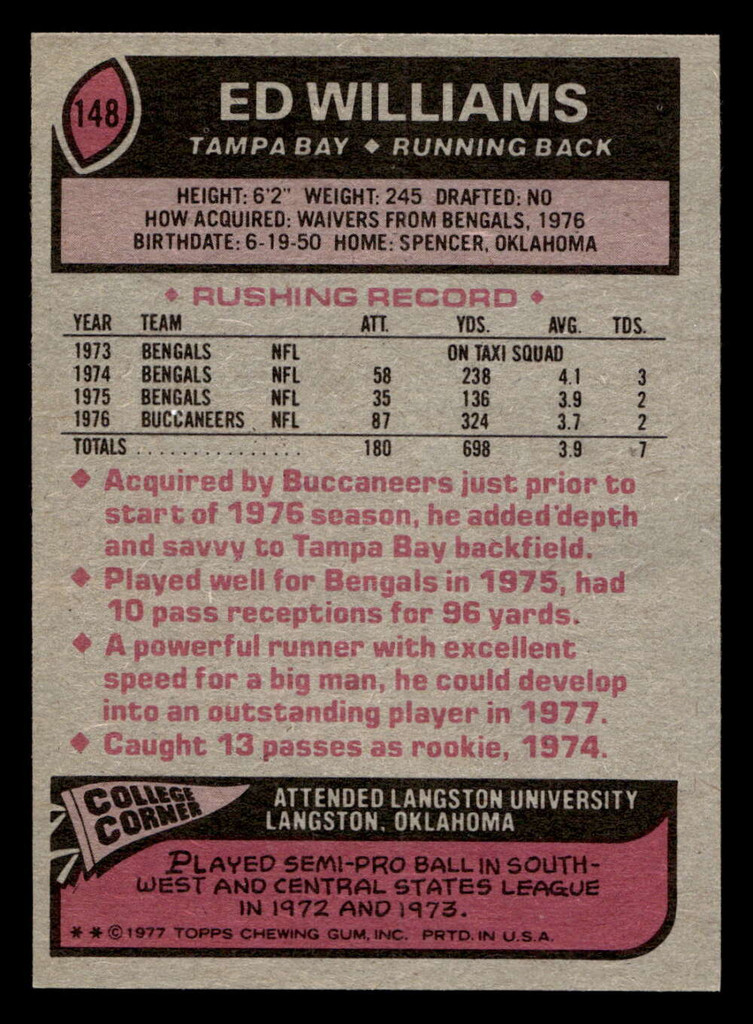 148
ED WILLIAMS
TAMPA BAY ◆ RUNNING BACK
HEIGHT: 6'2" WEIGHT: 245 DRAFTED: NO
HOW ACQUIRED: WAIVERS FROM BENGALS, 1976
BIRTHDATE: 6-19-50 HOME: SPENCER, OKLAHOMA
◆ RUSHING RECORD ◆
YEAR TEAM ATT. YDS. AVG. TDS.
1973 BENGALS NFL ON TAXI SQUAD
1974 BENGALS NFL 58 238 4.1 3
1975 BENGALS NFL 35 136 3.9 2
1976 BUCCANEERS NFL 87 324 3.7 2
TOTALS . . . . . . . . . . . . . . . 180 698 3.9 7
◆ Acquired by Buccaneers just prior to
start of 1976 season, he added depth
and savvy to Tampa Bay backfield.
◆ Played well for Bengals in 1975, had
10 pass receptions for 96 yards.
◆ A powerful runner with excellent
speed for a big man, he could develop
into an outstanding player in 1977.
◆ Caught 13 passes as rookie, 1974.
COLLEGE
CORNER
ATTENDED LANGSTON UNIVERSITY
LANGSTON, OKLAHOMA
PLAYED SEMI-PRO BALL IN SOUTH-
WEST AND CENTRAL STATES LEAGUE
IN 1972 AND 1973.
* * © 1977 TOPPS CHEWING GUM, INC. PRTD. IN U.S.A.